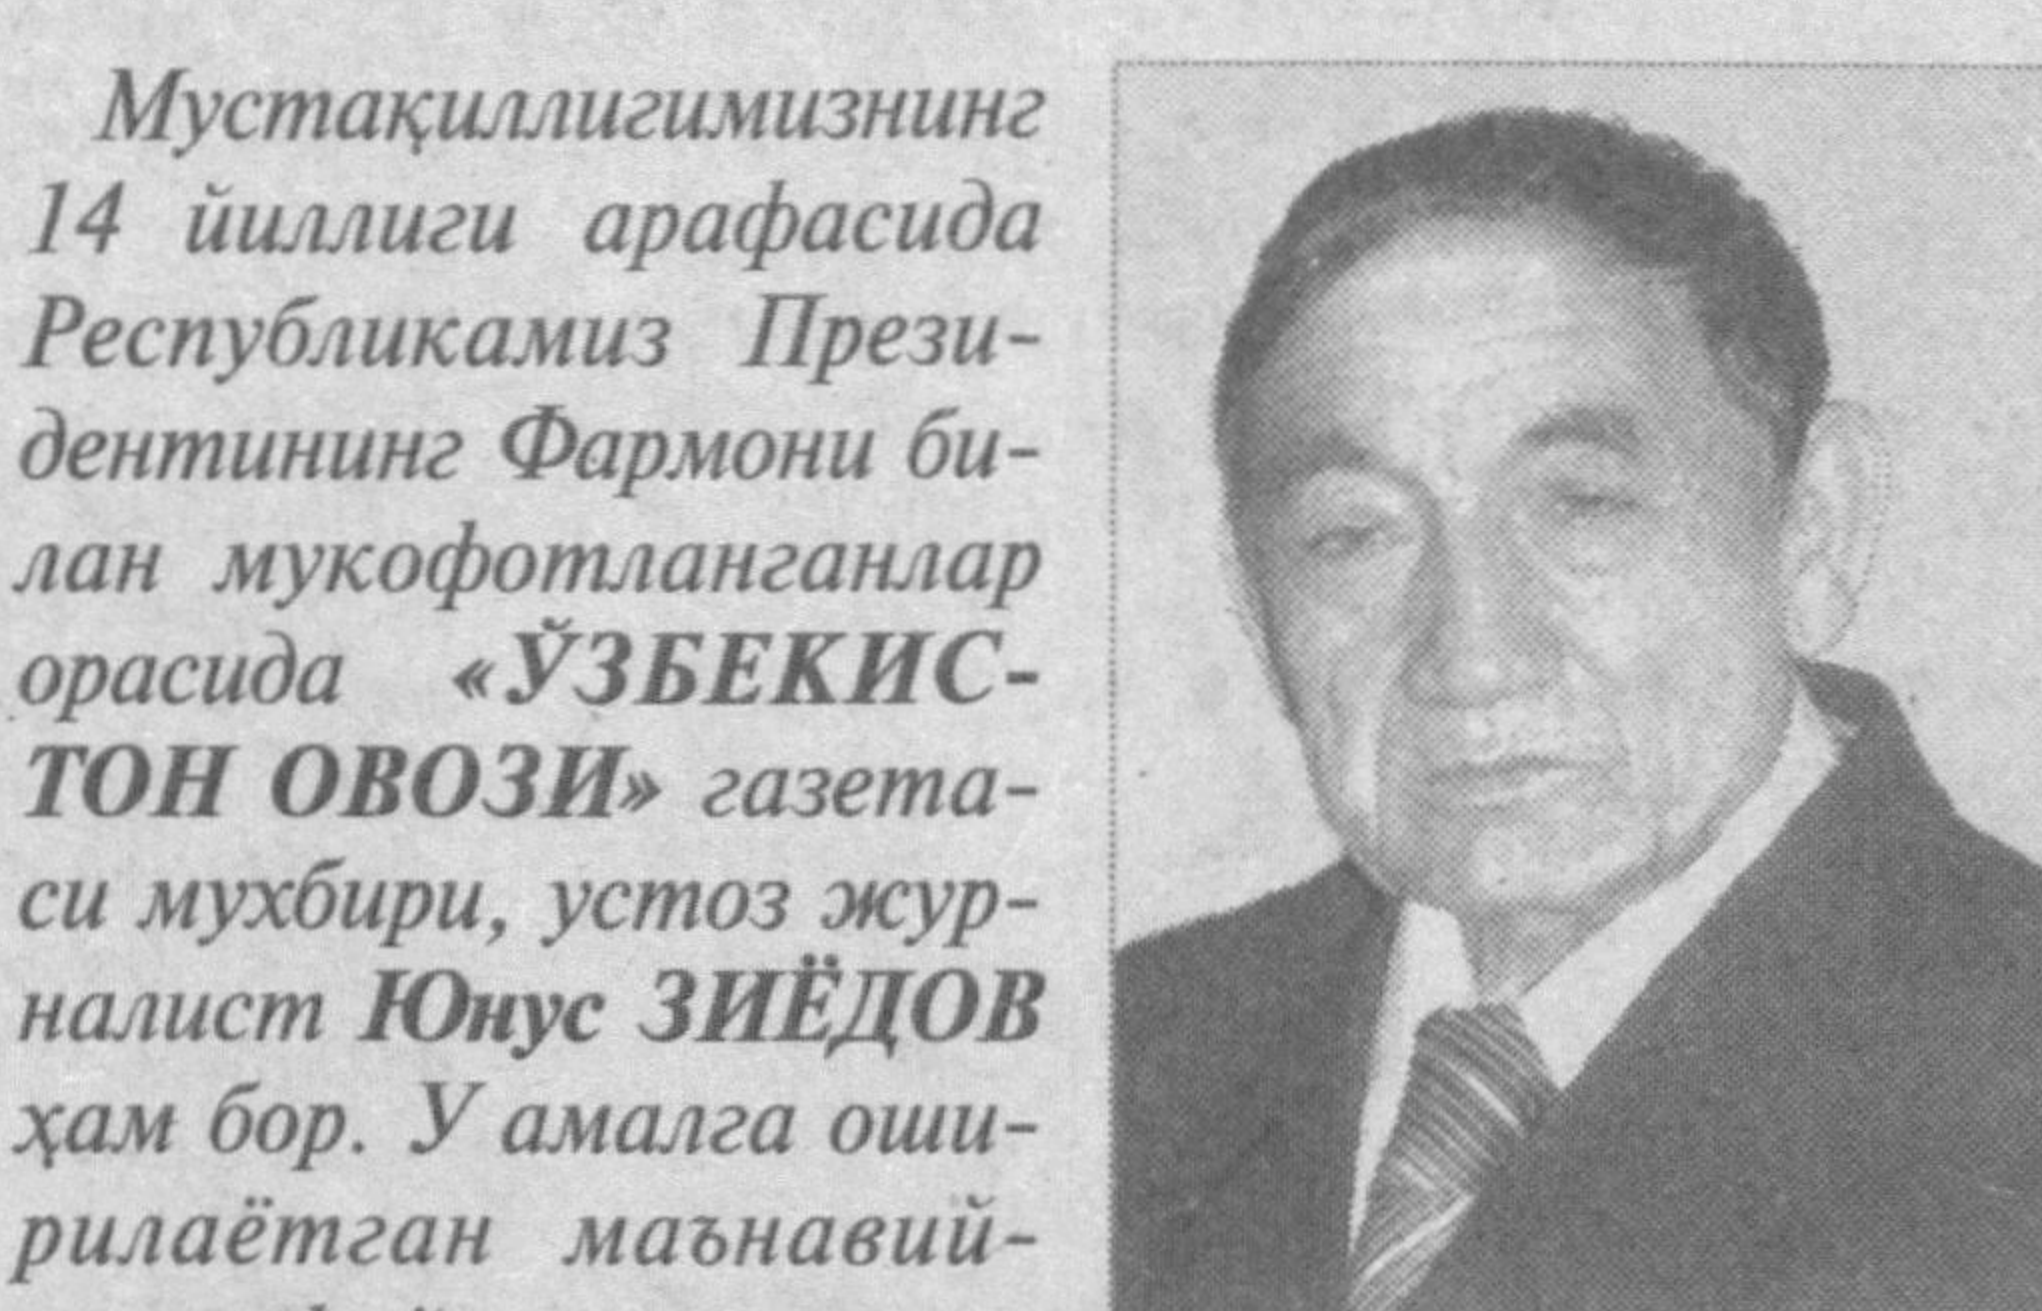 Мустақиллигимизнинг
14 йиллиги арафасида
Республикамиз Прези-
дентининг Фармони би-
лан мукофотланганлар
орасида «ЎЗБЕКИС-
ТОН ОВОЗИ» газета-
си мухбири, устоз жур-
налист Юнус ЗИЁДОВ
ҳам бор. У амалга оши-
рилаётган маънавий-